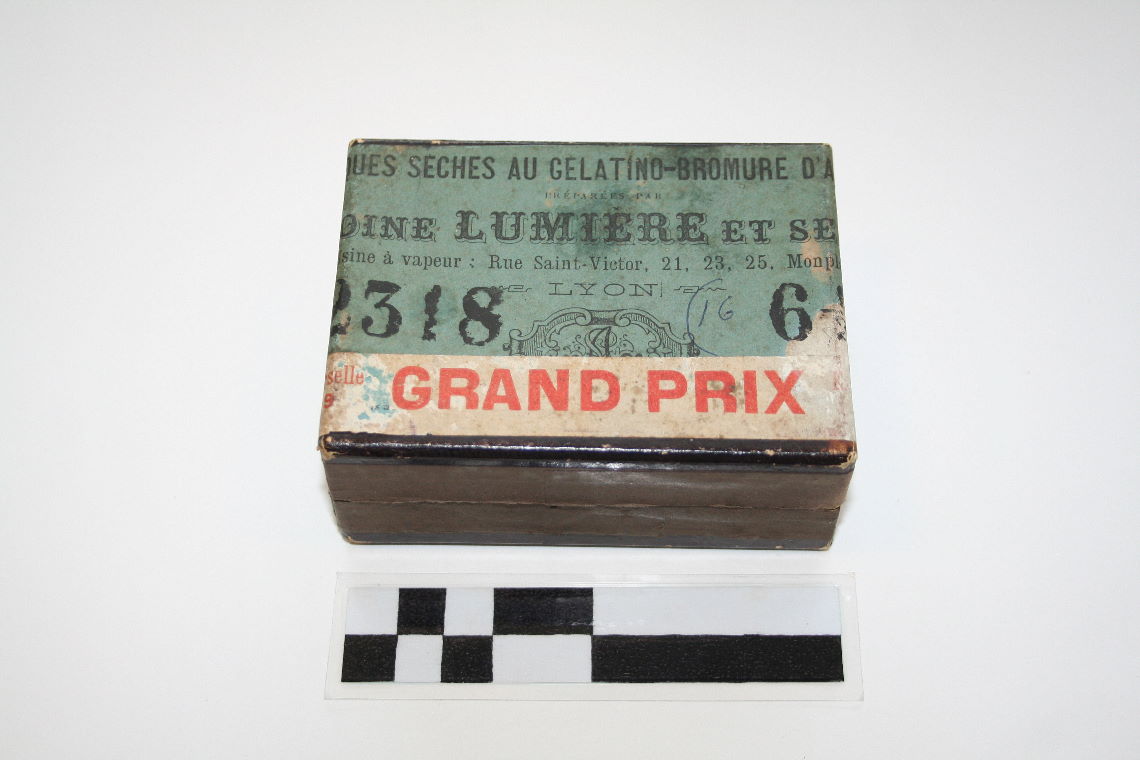 QUES SECHES AU GELATINO-BROMURE D'A
PRÉPARÉES PAR
OINE LUMIÈRE ET SE
sine à vapeur : Rue Saint-Victor, 21, 23, 25, Monpl
LYON
2318 16 6
selle GRAND PRIX
e